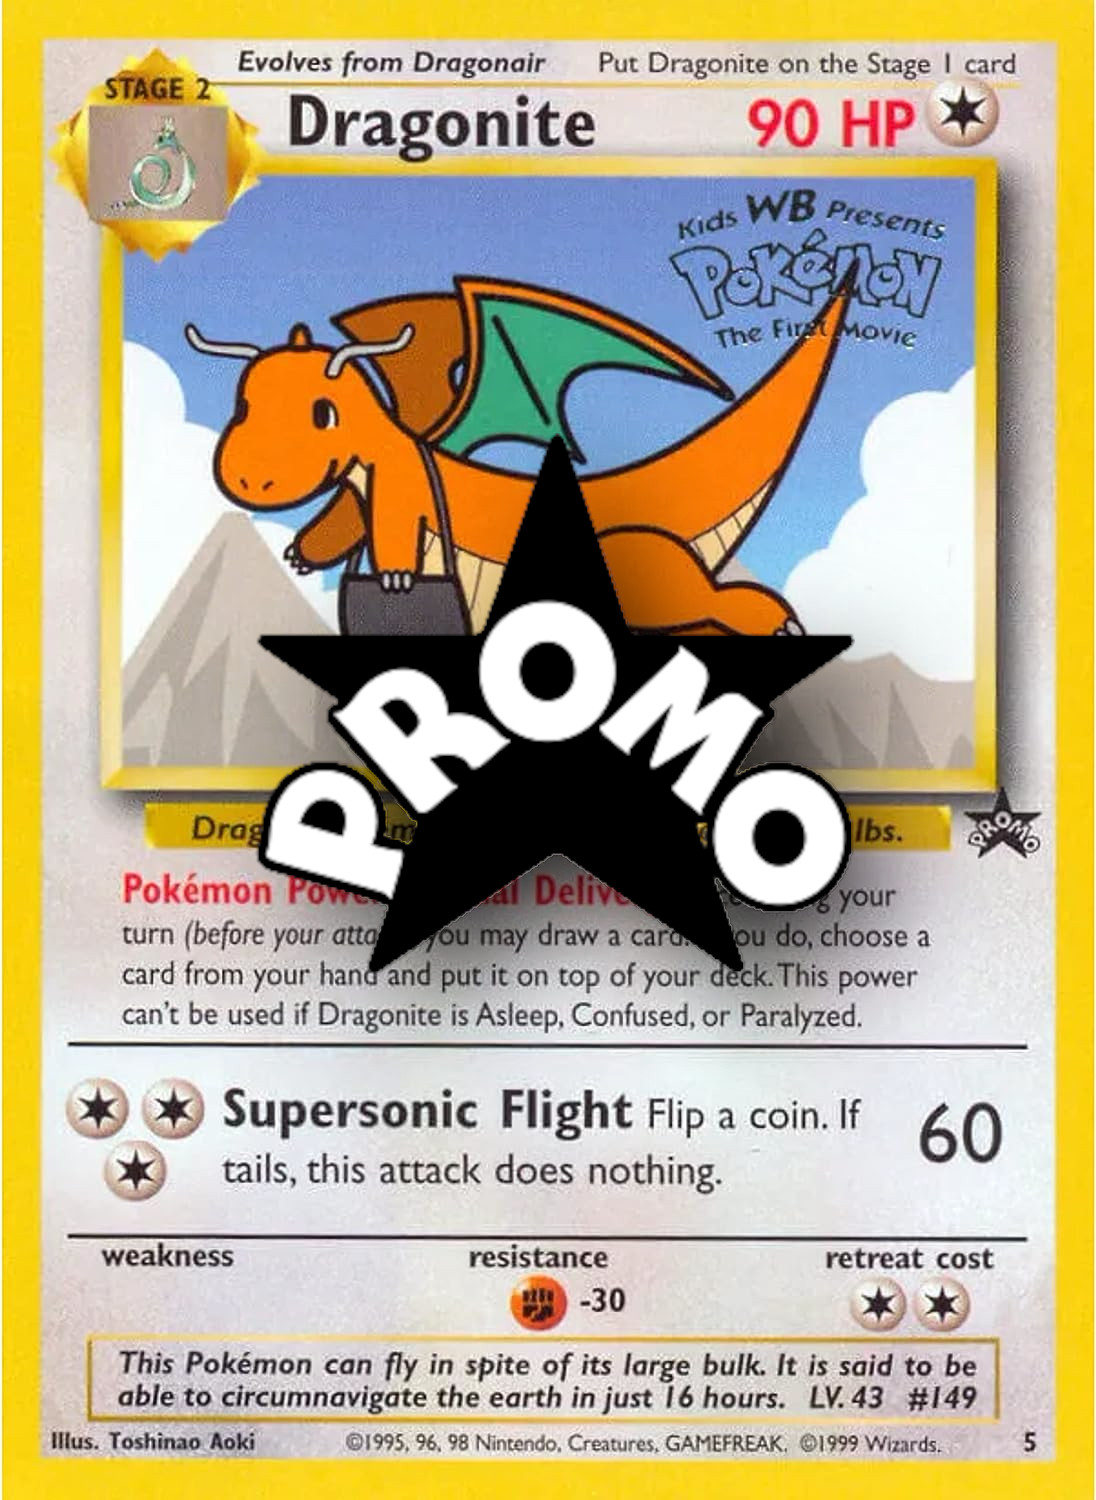 Evolves from Dragonair Put Dragonite on the Stage 1 card
STAGE 2
Dragonite 90 HP
Kids WB Presents
POKéMON
The First Movie
PROMO
lbs.
PROMO
Pokémon your
turn (before your you may draw a card. you do, choose a
card from your hand and put it on top of your deck. This power
can't be used if Dragonite is Asleep, Confused, or Paralyzed.
Supersonic Flight Flip a coin. If
tails, this attack does nothing.
60
weakness resistance retreat cost
-30
This Pokémon can fly in spite of its large bulk. It is said to be
able to circumnavigate the earth in just 16 hours. LV. 43 #149
Illus. Toshinao Aoki ©1995, 96, 98 Nintendo, Creatures, GAMEFREAK. ©1999 Wizards. 5